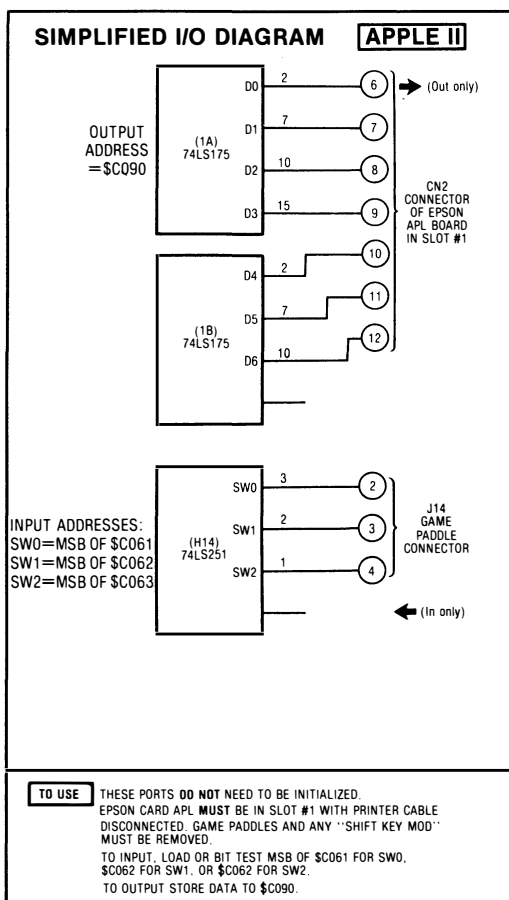 SIMPLIFIED I/O DIAGRAM APPLE II
OUTPUT
ADDRESS
=$C090
(1A)
74LS175
D0 2 6 (Out only)
D1 7 7
D2 10 8
D3 15 9
CN2
CONNECTOR
OF EPSON
APL BOARD
IN SLOT #1
(1B)
74LS175
D4 2 10
D5 7 11
D6 10 12
INPUT ADDRESSES:
SW0=MSB OF $C061
SW1=MSB OF $C062
SW2=MSB OF $C063
(H14)
74LS251
SW0 3 2
SW1 2 3
SW2 1 4
J14
GAME
PADDLE
CONNECTOR
(In only)
TO USE THESE PORTS DO NOT NEED TO BE INITIALIZED.
EPSON CARD APL MUST BE IN SLOT #1 WITH PRINTER CABLE
DISCONNECTED. GAME PADDLES AND ANY "SHIFT KEY MOD"
MUST BE REMOVED.
TO INPUT, LOAD OR BIT TEST MSB OF $C061 FOR SW0,
$C062 FOR SW1, OR $C062 FOR SW2.
TO OUTPUT STORE DATA TO $C090.